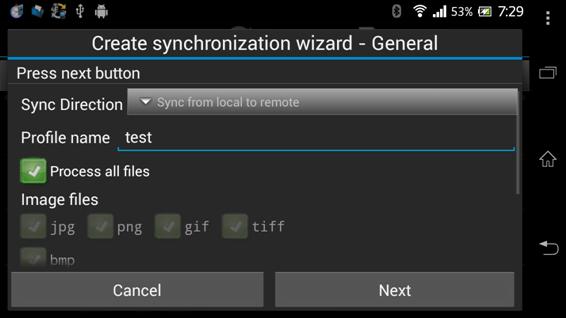 53% 7:29
Create synchronization wizard - General
Press next button
Sync Direction Sync from local to remote
Profile name test
Process all files
Image files
jpg png gif tiff
bmp
Cancel Next